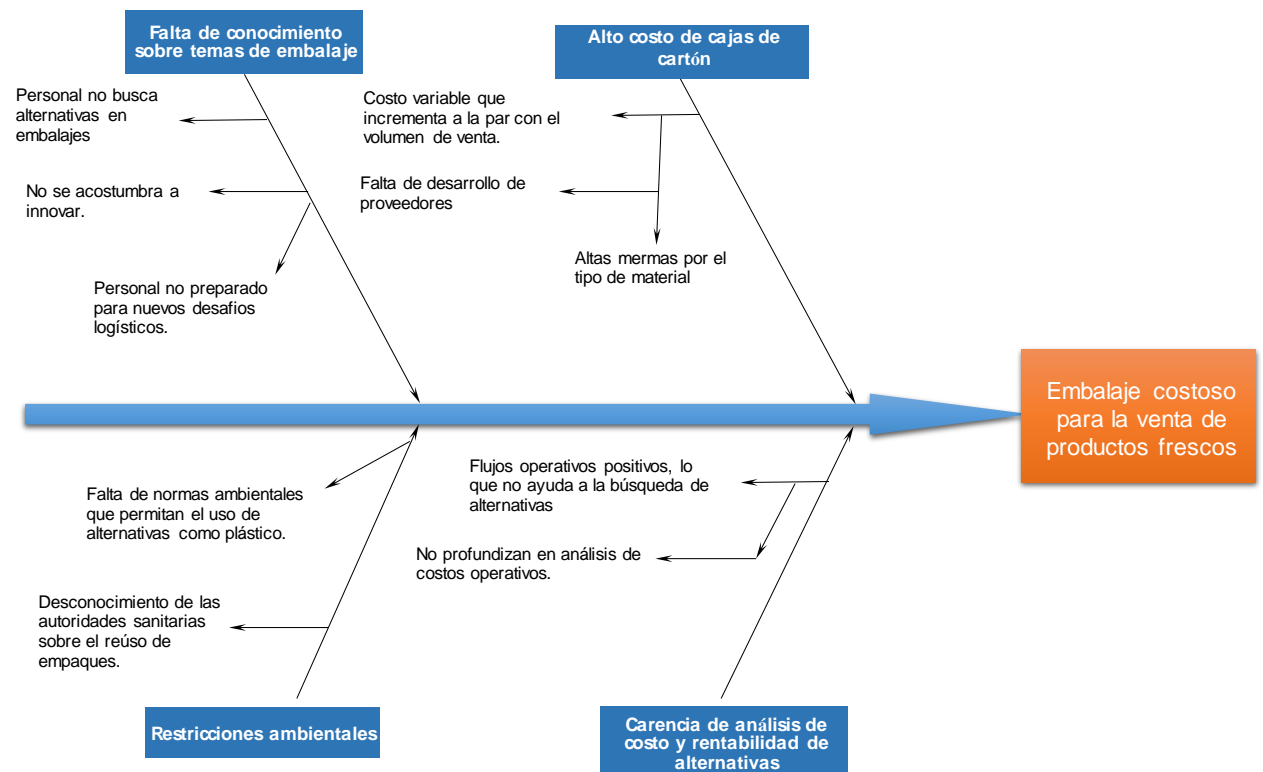 Falta de conocimiento
sobre temas de embalaje
Alto costo de cajas de
cartón
Personal no busca
alternativas en
embalajes
Costo variable que
incrementa a la par con el
volumen de venta.
No se acostumbra a
innovar.
Falta de desarrollo de
proveedores
Personal no preparado
para nuevos desafios
logísticos.
Altas mermas por el
tipo de material
Embalaje costoso
para la venta de
productos frescos
Falta de normas ambientales
que permitan el uso de
alternativas como plástico.
Flujos operativos positivos, lo
que no ayuda a la búsqueda de
alternativas
No profundizan en análisis de
costos operativos.
Desconocimiento de las
autoridades sanitarias
sobre el reúso de
empaques.
Restricciones ambientales
Carencia de análisis de
costo y rentabilidad de
alternativas